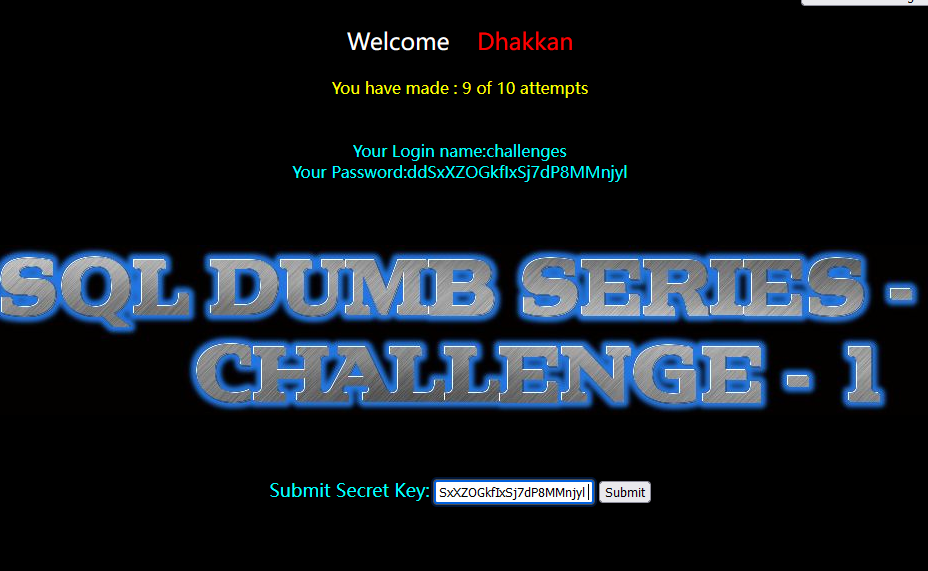 Welcome Dhakkan
You have made : 9 of 10 attempts
Your Login name:challenges
Your Password:ddSxXZOGkfIxSj7dP8MMnjyl
SQL DUMB SERIES -
CHALLENGE - 1
Submit Secret Key: SxXZOGkfIxSj7dP8MMnjyl Submit